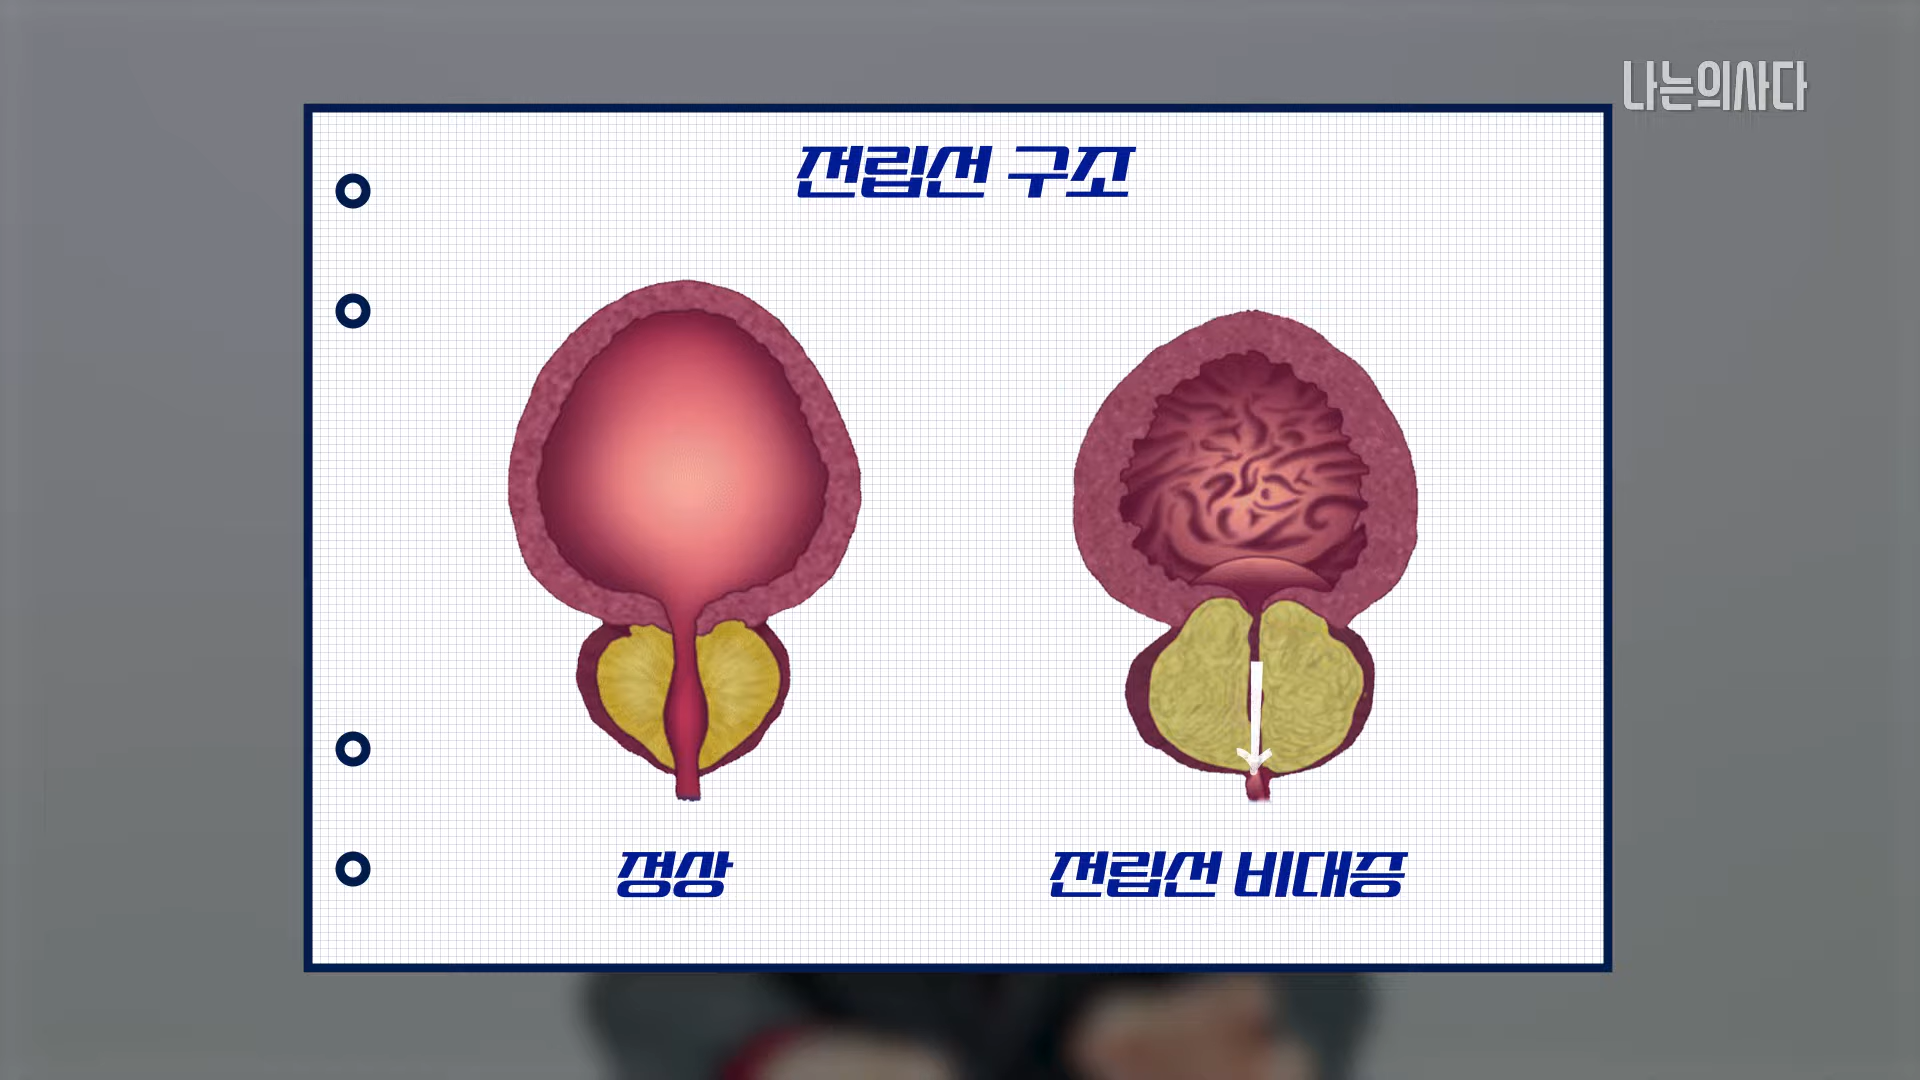 나는의사다
전립선 구조
정상
전립선 비대증